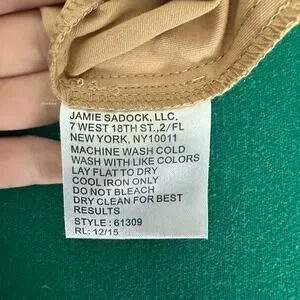 JAMIE SADOCK, LLC.
7 WEST 18TH ST.,2/FL
NEW YORK, NY10011
MACHINE WASH COLD
WASH WITH LIKE COLORS
LAY FLAT TO DRY
COOL IRON ONLY
DO NOT BLEACH
DRY CLEAN FOR BEST
RESULTS
STYLE : 61309
RL: 12/15